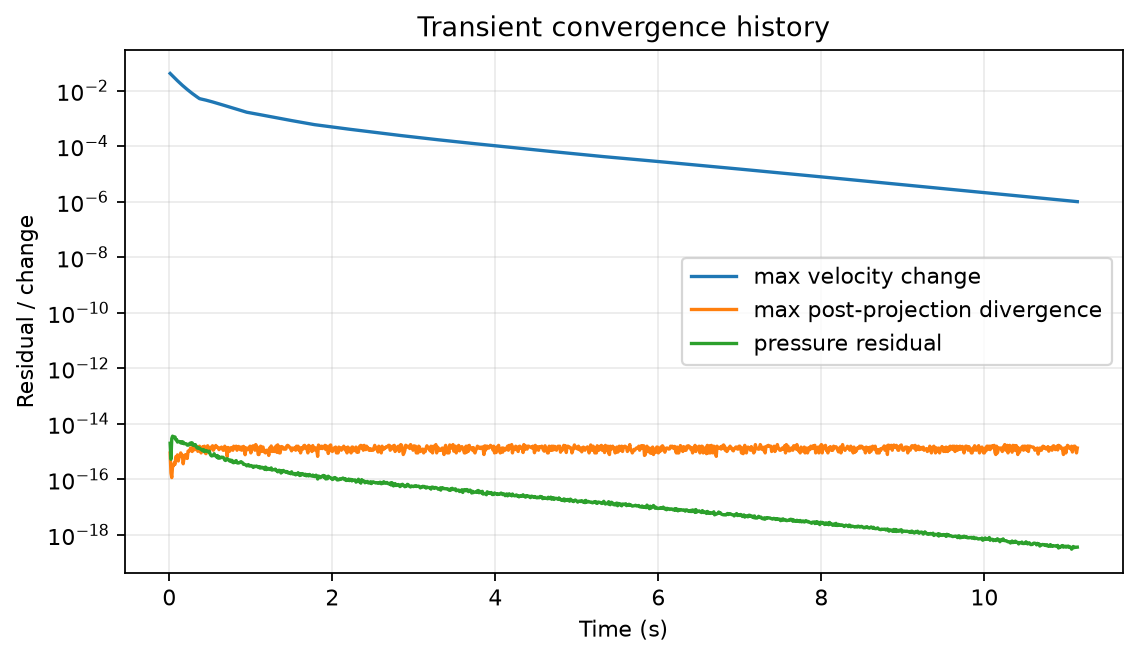 Transient convergence history
Residual / change
10⁻²
10⁻⁴
10⁻⁶
10⁻⁸
10⁻¹⁰
10⁻¹²
10⁻¹⁴
10⁻¹⁶
10⁻¹⁸
max velocity change
max post-projection divergence
pressure residual
0 2 4 6 8 10
Time (s)